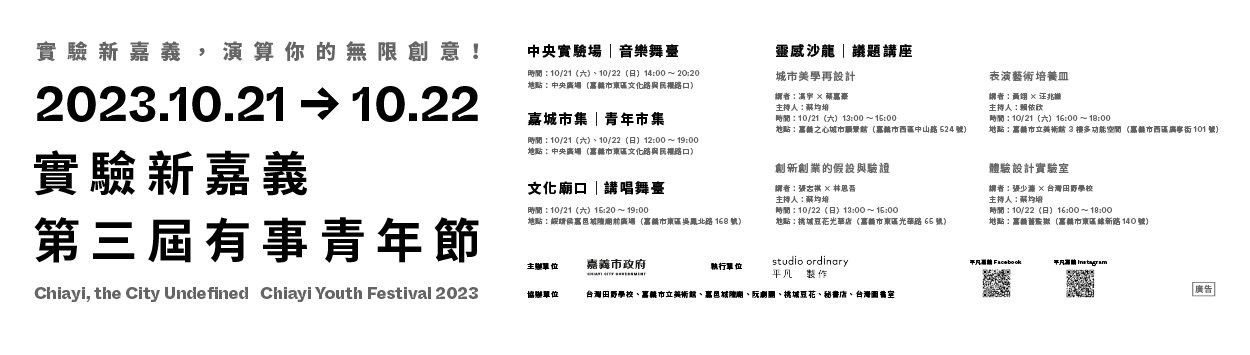 實驗新嘉義，演算你的無限創意！
2023.10.21 → 10.22
實驗新嘉義
第三屆有事青年節
Chiayi, the City Undefined Chiayi Youth Festival 2023
中央實驗場｜音樂舞臺
時間：10/21（六）、10/22（日）14:00 ～ 20:20
地點：中央廣場（嘉義市東區文化路與民權路口）
嘉城市集｜青年市集
時間：10/21（六）、10/22（日）12:00 ～ 19:00
地點：中央廣場（嘉義市東區文化路與民權路口）
文化廟口｜講唱舞臺
時間：10/21（六）15:20 ～ 19:00
地點：綏靖侯嘉邑城隍廟前廣場（嘉義市東區吳鳳北路 168 號）
靈感沙龍｜議題講座
城市美學再設計
講者：馮宇 × 蔡嘉豪
主持人：蔡均培
時間：10/21（六）13:00 ～ 15:00
地點：嘉義之心城市願景館（嘉義市西區中山路 524 號）
表演藝術培養皿
講者：黃翊 × 汪兆謙
主持人：賴依欣
時間：10/21（六）16:00 ～ 18:00
地點：嘉義市立美術館 3 樓多功能空間（嘉義市西區廣寧街 101 號）
創新創業的假設與驗證
講者：張志祺 × 林思吾
主持人：蔡均培
時間：10/22（日）13:00 ～ 15:00
地點：桃城豆花光華店（嘉義市東區光華路 65 號）
體驗設計實驗室
講者：張少濂 × 台灣田野學校
主持人：蔡均培
時間：10/22（日）16:00 ～ 18:00
地點：嘉義舊監獄（嘉義市東區維新路 140 號）
主辦單位 嘉義市政府
CHIAYI CITY GOVERNMENT
執行單位 studio ordinary
平凡 製作
協辦單位 台灣田野學校、嘉義市立美術館、嘉邑城隍廟、阮劇團、桃城豆花、秘書店、台灣圖書室
平凡嘉義 Facebook
平凡嘉義 Instagram
廣告